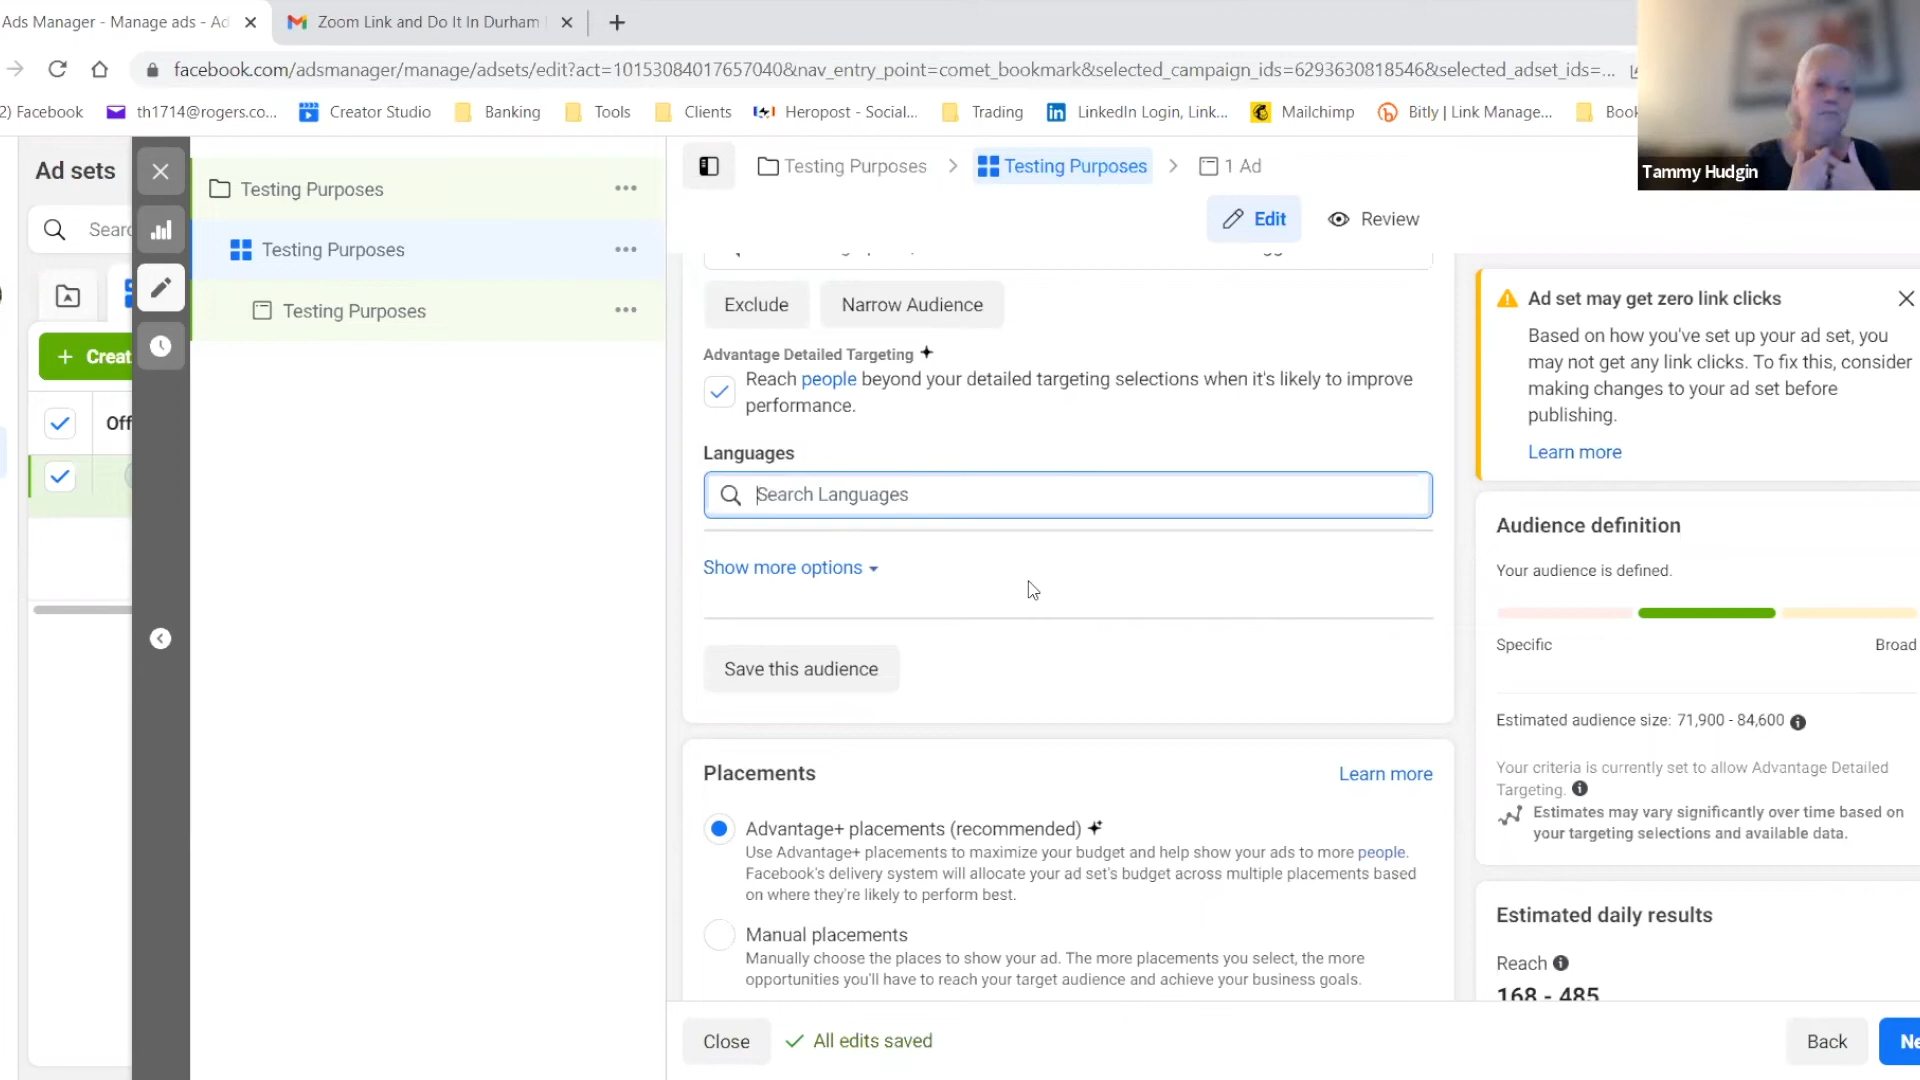 Ads Manager - Manage ads - Ad
Zoom Link and Do It In Durham
facebook.com/adsmanager/manage/adsets/edit?act=10153084017657040&nav_entry_point=comet_bookmark&selected_campaign_ids=6293630818546&selected_adset_ids=...
2) Facebook
th1714@rogers.co...
Creator Studio
Banking
Tools
Clients
Heropost - Social...
Trading
LinkedIn Login, Link...
Mailchimp
Bitly | Link Manage...
Book
Tammy Hudgin
Ad sets
Searc
Creat
Off
Testing Purposes
Testing Purposes
Testing Purposes
Testing Purposes
Testing Purposes
1 Ad
Edit
Review
Exclude
Narrow Audience
Advantage Detailed Targeting
Reach people beyond your detailed targeting selections when it's likely to improve
performance.
Languages
Search Languages
Show more options
Save this audience
Placements
Learn more
Advantage+ placements (recommended)
Use Advantage+ placements to maximize your budget and help show your ads to more people.
Facebook's delivery system will allocate your ad set's budget across multiple placements based
on where they're likely to perform best.
Manual placements
Manually choose the places to show your ad. The more placements you select, the more
opportunities you'll have to reach your target audience and achieve your business goals.
Close
All edits saved
Back
Ne
Ad set may get zero link clicks
Based on how you've set up your ad set, you
may not get any link clicks. To fix this, consider
making changes to your ad set before
publishing.
Learn more
Audience definition
Your audience is defined.
Specific
Broad
Estimated audience size: 71,900 - 84,600
Your criteria is currently set to allow Advantage Detailed
Targeting.
Estimates may vary significantly over time based on
your targeting selections and available data.
Estimated daily results
Reach
168 - 485